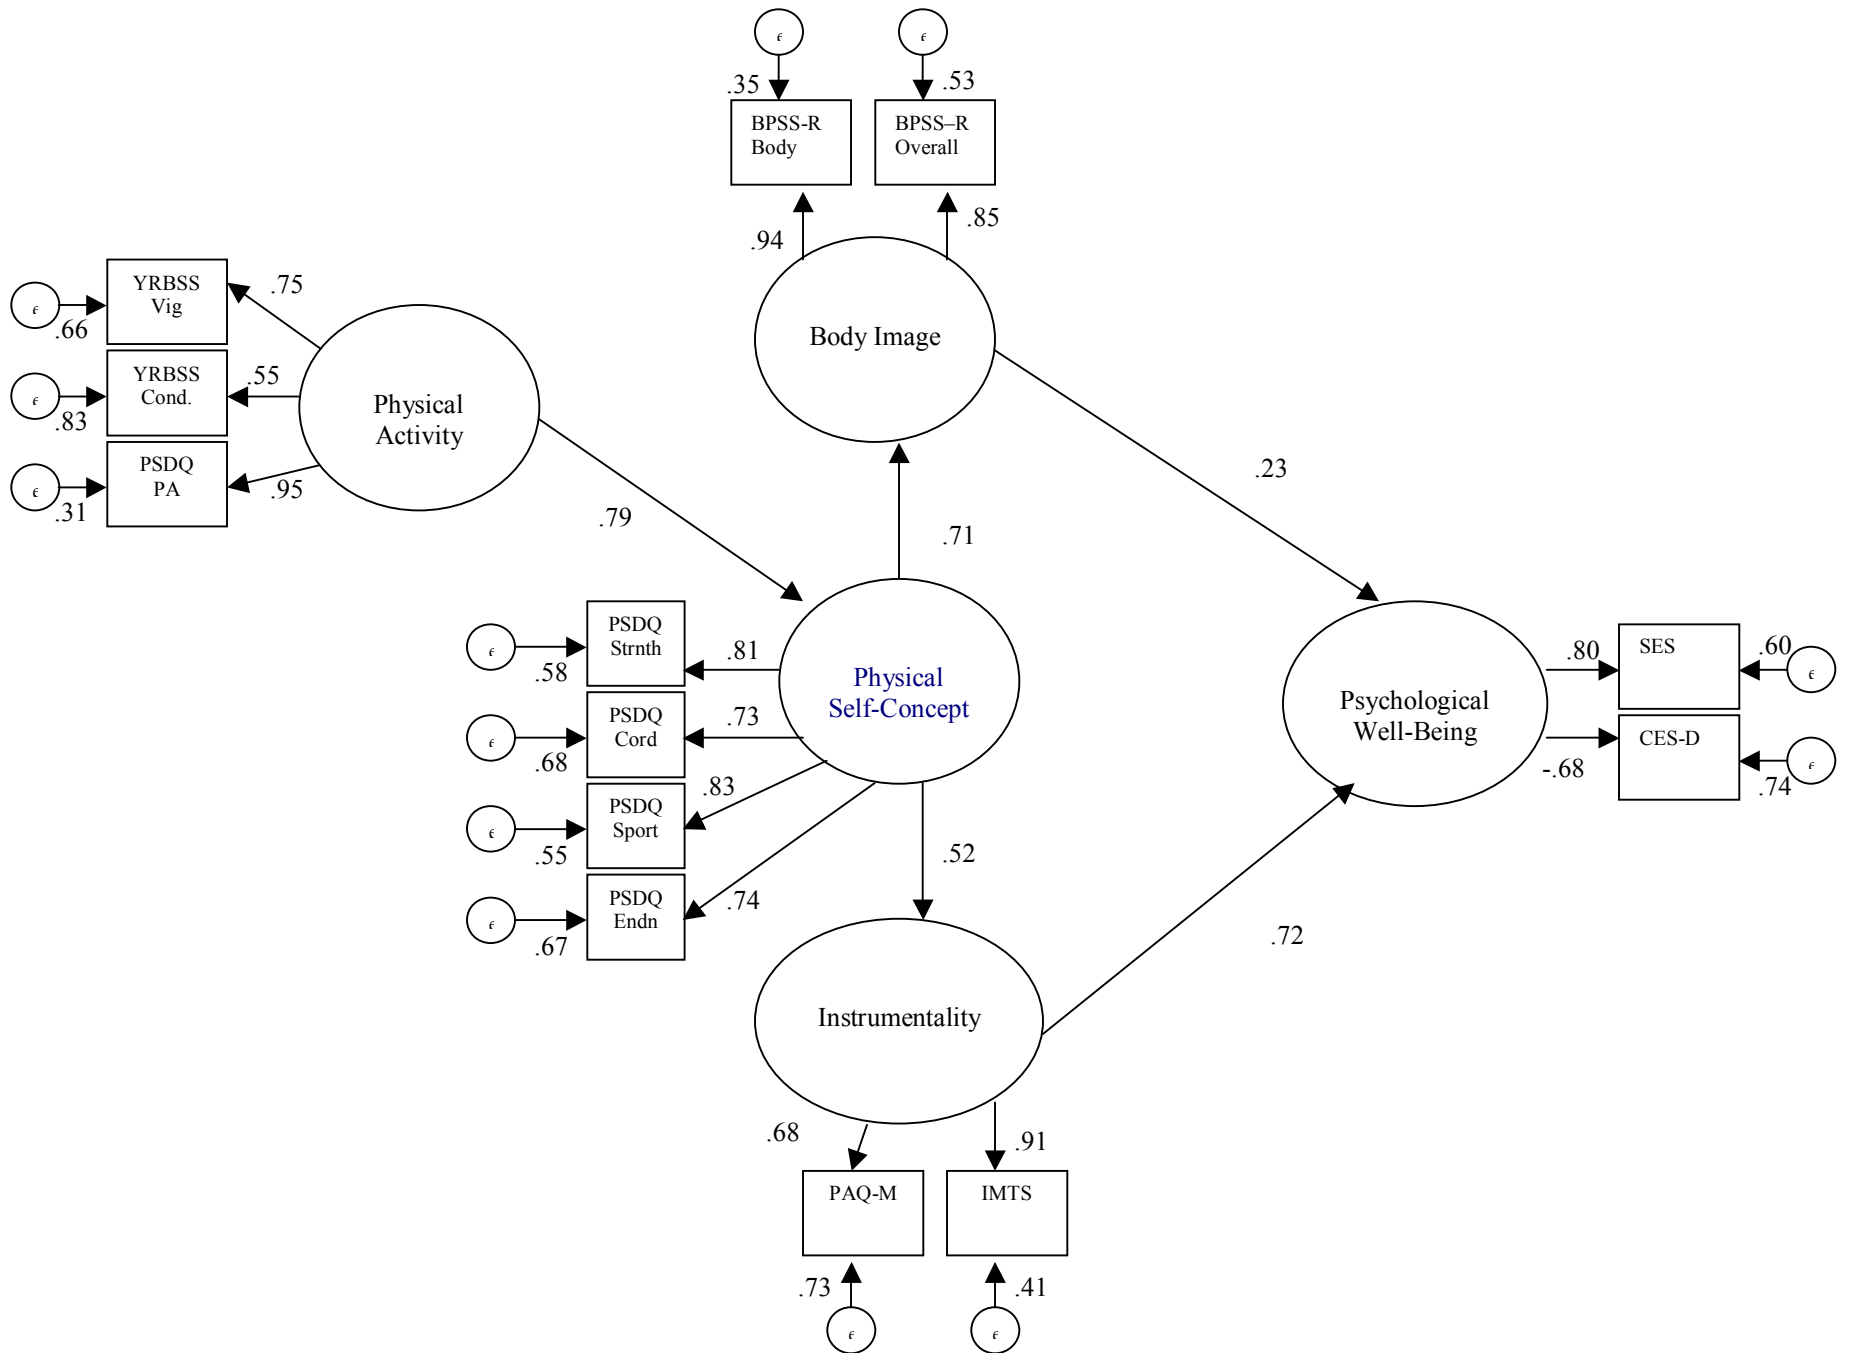 ϵ
ϵ
.35
.53
BPSS-R
Body
BPSS–R
Overall
.94
.85
Body Image
YRBSS
Vig
.75
ϵ
.66
YRBSS
Cond.
.55
ϵ
.83
PSDQ
PA
.95
ϵ
.31
Physical
Activity
.79
.71
.23
PSDQ
Strnth
.81
ϵ
.58
PSDQ
Cord
.73
ϵ
.68
PSDQ
Sport
.83
ϵ
.55
PSDQ
Endn
.74
ϵ
.67
Physical
Self-Concept
.52
Psychological
Well-Being
.80
SES
.60
ϵ
-.68
CES-D
.74
ϵ
.72
Instrumentality
.68
.91
PAQ-M
IMTS
.73
.41
ϵ
ϵ